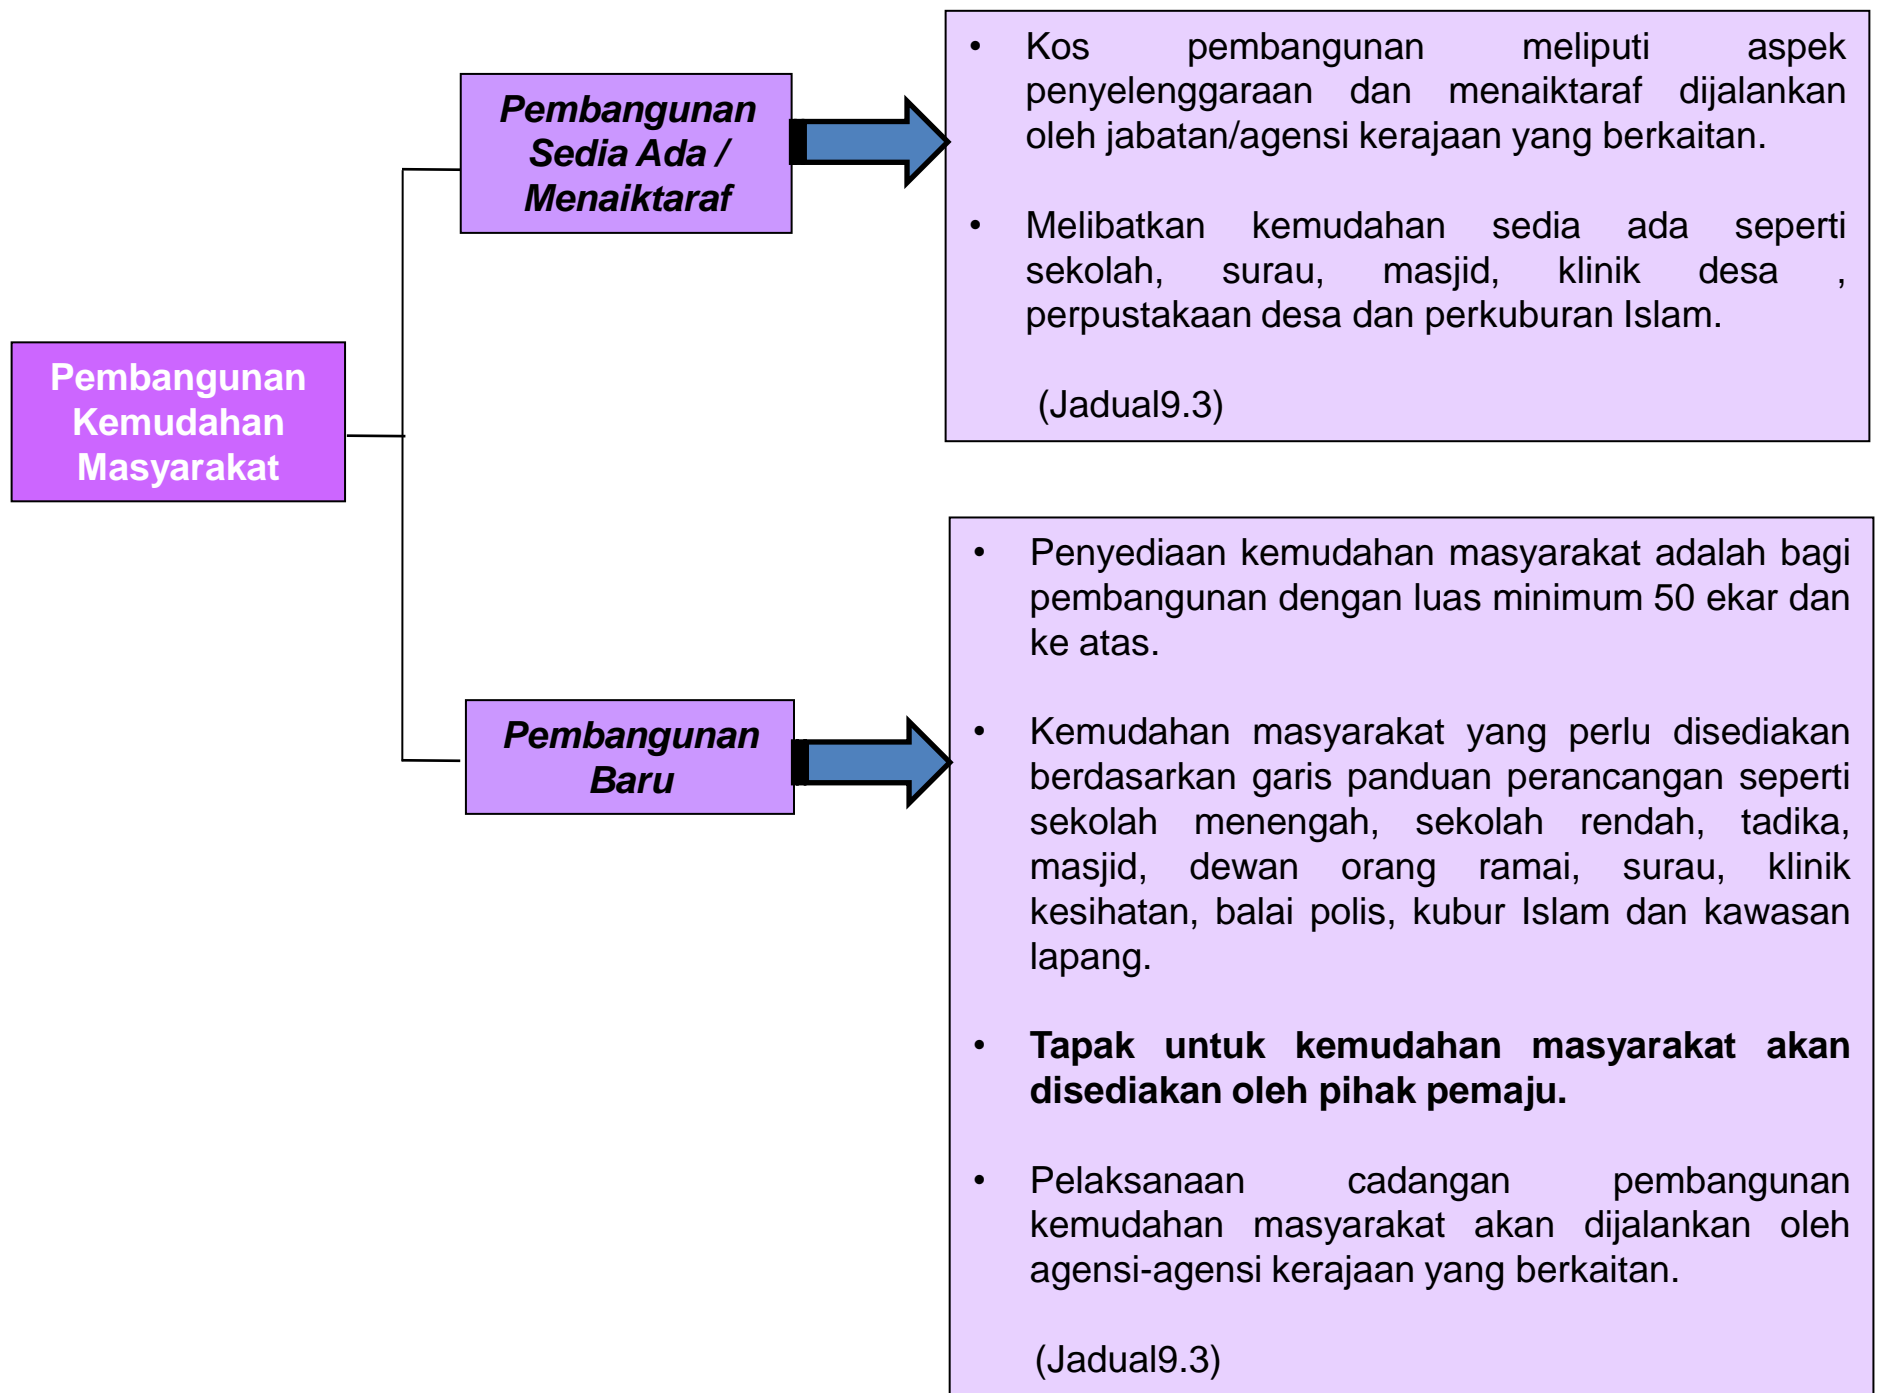 Pembangunan
Kemudahan
Masyarakat
Pembangunan
Sedia Ada /
Menaiktaraf
• Kos pembangunan meliputi aspek
penyelenggaraan dan menaiktaraf dijalankan
oleh jabatan/agensi kerajaan yang berkaitan.
• Melibatkan kemudahan sedia ada seperti
sekolah, surau, masjid, klinik desa ,
perpustakaan desa dan perkuburan Islam.
(Jadual9.3)
Pembangunan
Baru
• Penyediaan kemudahan masyarakat adalah bagi
pembangunan dengan luas minimum 50 ekar dan
ke atas.
• Kemudahan masyarakat yang perlu disediakan
berdasarkan garis panduan perancangan seperti
sekolah menengah, sekolah rendah, tadika,
masjid, dewan orang ramai, surau, klinik
kesihatan, balai polis, kubur Islam dan kawasan
lapang.
• Tapak untuk kemudahan masyarakat akan
disediakan oleh pihak pemaju.
• Pelaksanaan cadangan pembangunan
kemudahan masyarakat akan dijalankan oleh
agensi-agensi kerajaan yang berkaitan.
(Jadual9.3)